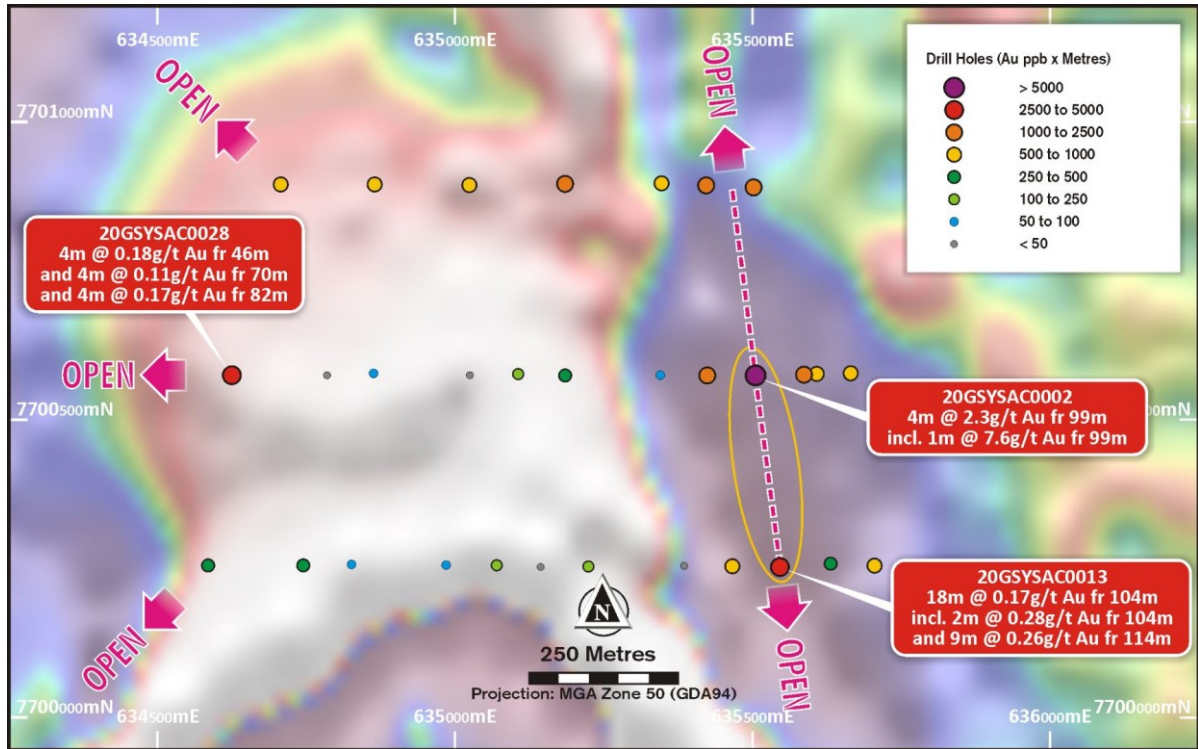 634500mE
635000mE
635500mE
7701000mN
OPEN
OPEN
Drill Holes (Au ppb x Metres)
> 5000
2500 to 5000
1000 to 2500
500 to 1000
250 to 500
100 to 250
50 to 100
< 50
20GSYSAC0028
4m @ 0.18g/t Au fr 46m
and 4m @ 0.11g/t Au fr 70m
and 4m @ 0.17g/t Au fr 82m
OPEN
7700500mN
20GSYSAC0002
4m @ 2.3g/t Au fr 99m
incl. 1m @ 7.6g/t Au fr 99m
0mN
20GSYSAC0013
18m @ 0.17g/t Au fr 104m
incl. 2m @ 0.28g/t Au fr 104m
and 9m @ 0.26g/t Au fr 114m
OPEN
OPEN
N
250 Metres
Projection: MGA Zone 50 (GDA94)
7700000mN
634500mE
635000mE
635500mE
636000mE
7700000mN